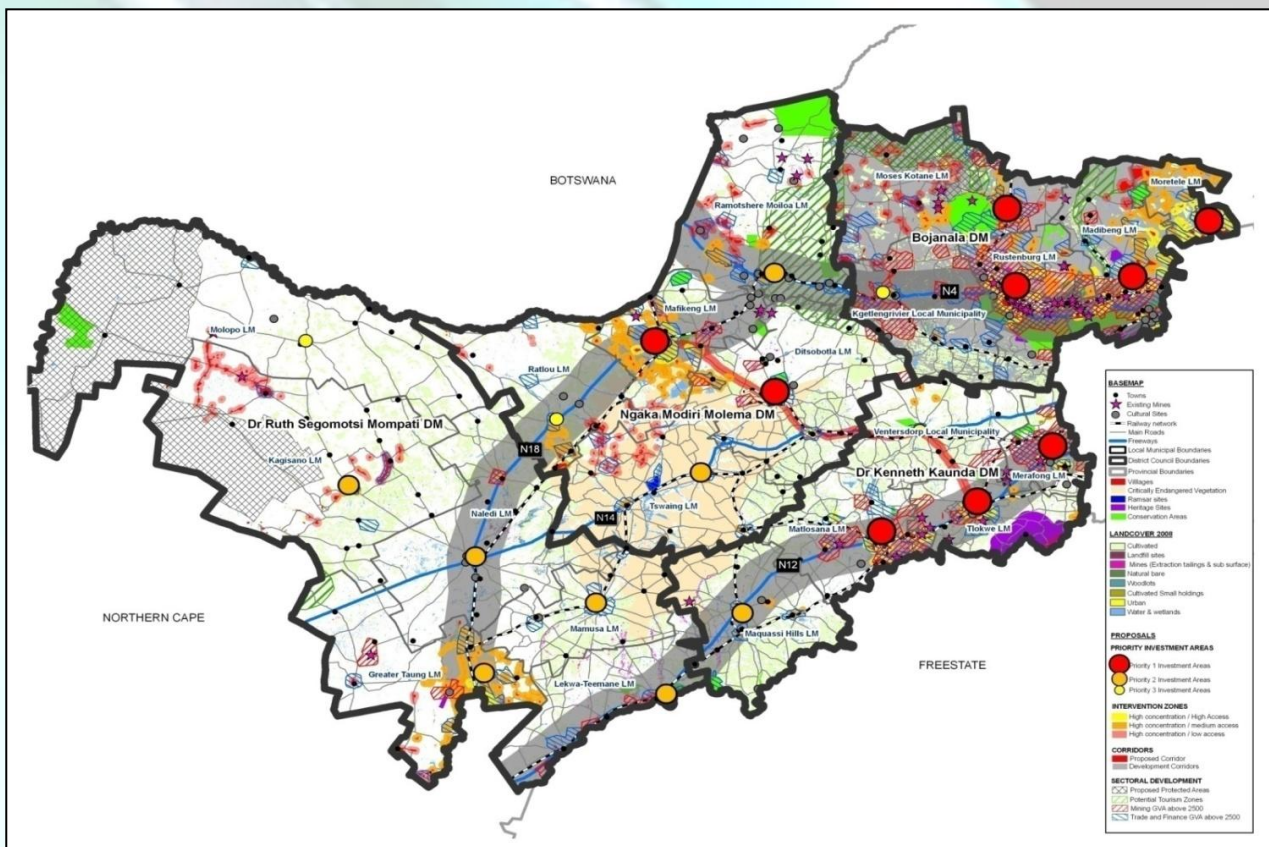 BOTSWANA
Moses Kotane LM
Moretele LM
Ramotshere Moiloa LM
Madibeng LM
Bojanala DM
Rustenburg LM
N4
Mafikeng LM
Kgetlengrivier Local Municipality
Molopo LM
Ratlou LM
Ditsobotla LM
Ngaka Modiri Molema DM
Dr Ruth Segomotsi Mompati DM
Ventersdorp Local Municipality
N18
Kagisano LM
Dr Kenneth Kaunda DM
Merafong LM
Tswaing LM
Naledi LM
N14
Matlosana LM
Tlokwe LM
N12
NORTHERN CAPE
Mamusa LM
Maquassi Hills LM
FREESTATE
Greater Taung LM
Lekwa-Teemane LM
BASEMAP
Towns
Existing Mines
Cultural Sites
Railway network
Main Roads
Freeways
Local Municipal Boundaries
District Council Boundaries
Provincial Boundaries
Villages
Critically Endangered Vegetation
Ramsar sites
Heritage Sites
Conservation Areas
LANDCOVER 2008
Cultivated
Landfill sites
Mines (Extraction tailings & sub surface)
Natural bare
Woodlots
Cultivated Small holdings
Urban
Water & wetlands
PROPOSALS
PRIORITY INVESTMENT AREAS
Priority 1 Investment Areas
Priority 2 Investment Areas
Priority 3 Investment Areas
INTERVENTION ZONES
High concentration / High Access
High concentration / medium access
High concentration / low access
CORRIDORS
Proposed Corridor
Development Corridors
SECTORAL DEVELOPMENT
Proposed Protected Areas
Potential Tourism Zones
Mining GVA above 2500
Trade and Finance GVA above 2500